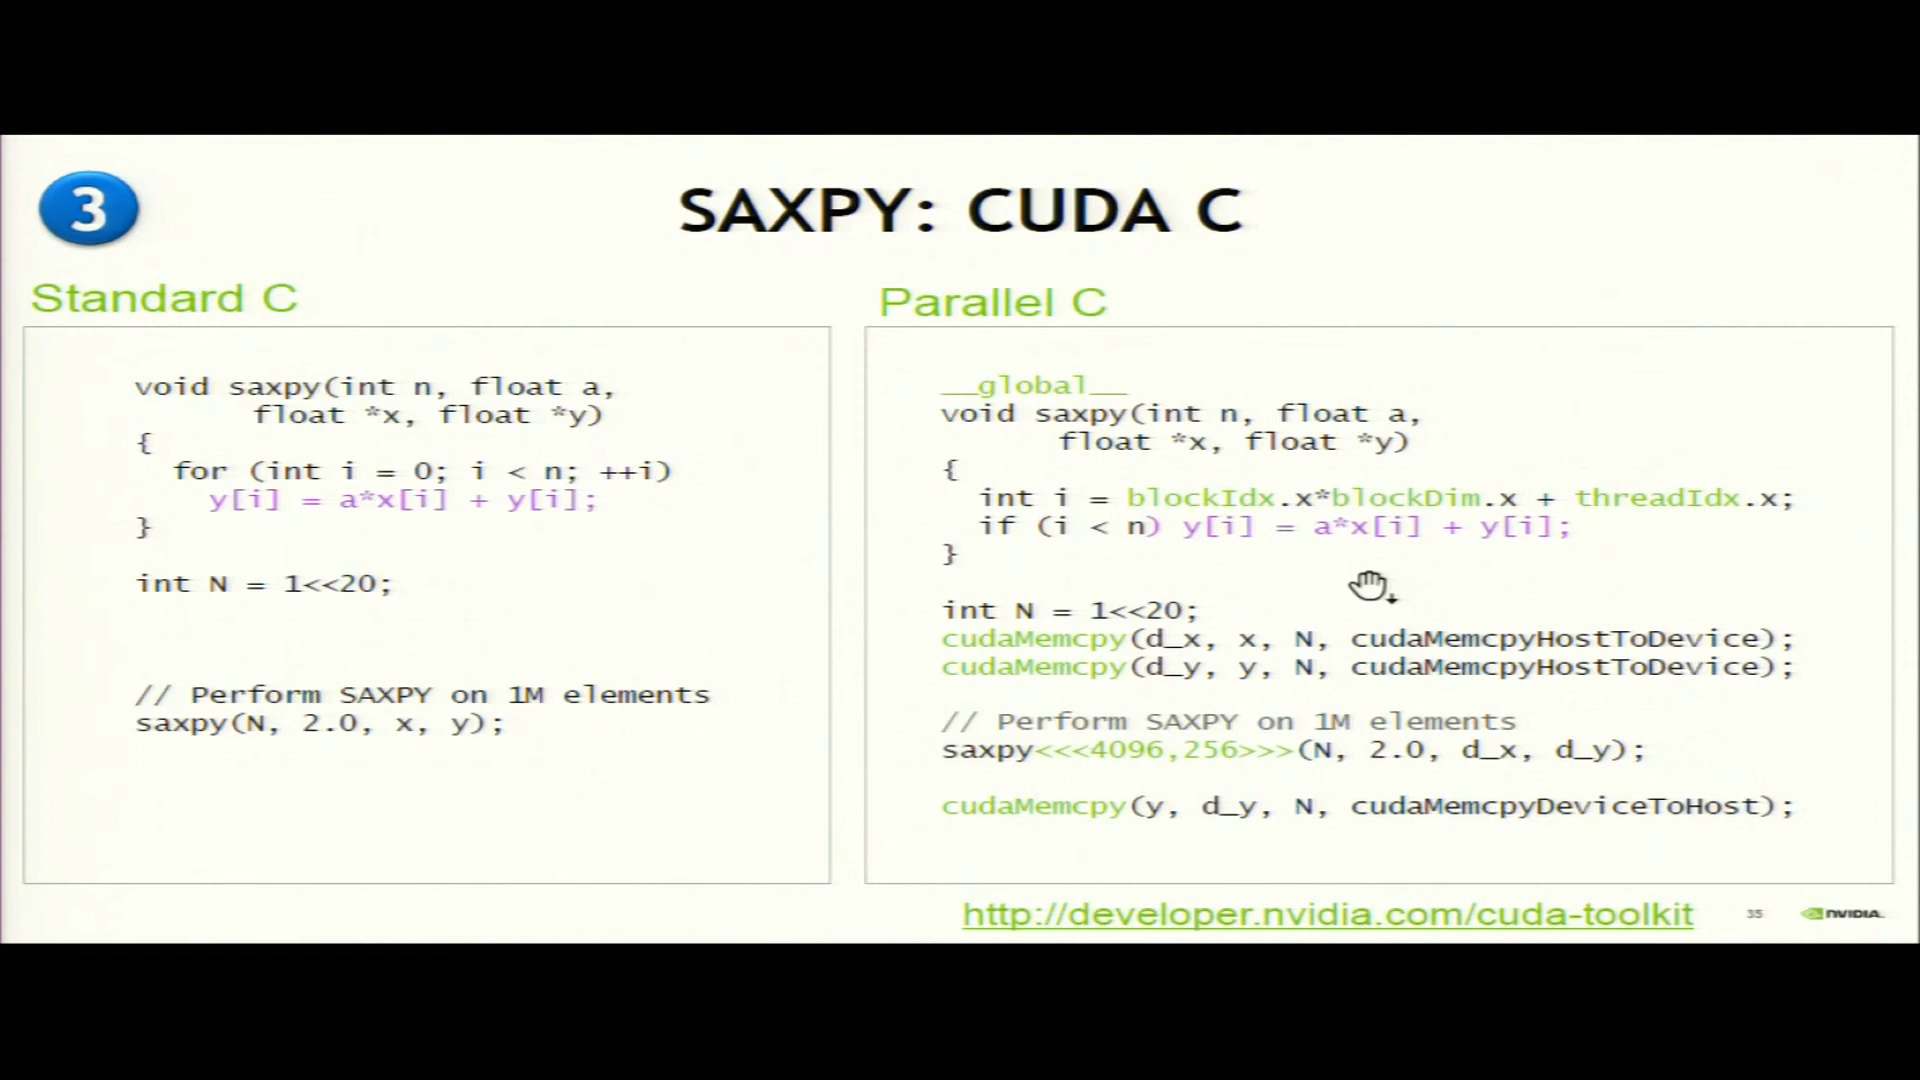 3
SAXPY: CUDA C
Standard C
void saxpy(int n, float a,
float *x, float *y)
{
for (int i = 0; i < n; ++i)
y[i] = a*x[i] + y[i];
}
int N = 1<<20;
// Perform SAXPY on 1M elements
saxpy(N, 2.0, x, y);
Parallel C
__global__
void saxpy(int n, float a,
float *x, float *y)
{
int i = blockIdx.x*blockDim.x + threadIdx.x;
if (i < n) y[i] = a*x[i] + y[i];
}
int N = 1<<20;
cudaMemcpy(d_x, x, N, cudaMemcpyHostToDevice);
cudaMemcpy(d_y, y, N, cudaMemcpyHostToDevice);
// Perform SAXPY on 1M elements
saxpy<<<4096,256>>>(N, 2.0, d_x, d_y);
cudaMemcpy(y, d_y, N, cudaMemcpyDeviceToHost);
http://developer.nvidia.com/cuda-toolkit
35
NVIDIA.